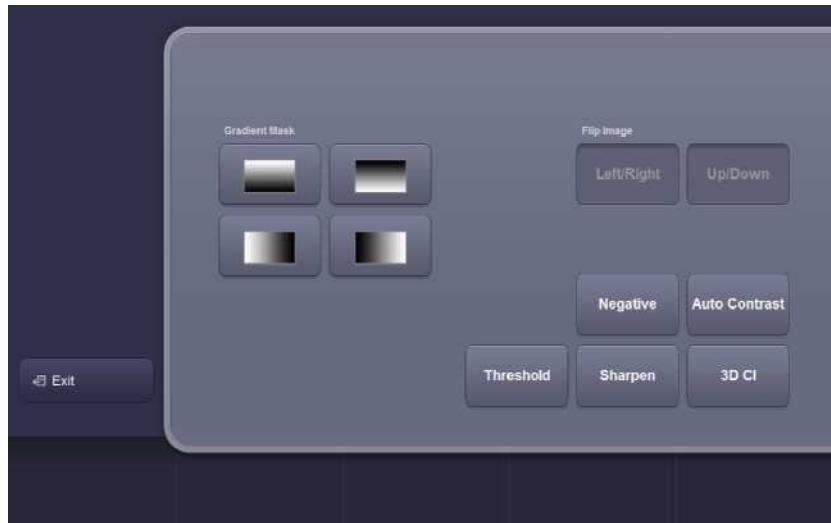 Gradient Mask
Flip Image
Left/Right
Up/Down
Negative
Auto Contrast
Exit
Threshold
Sharpen
3D CI